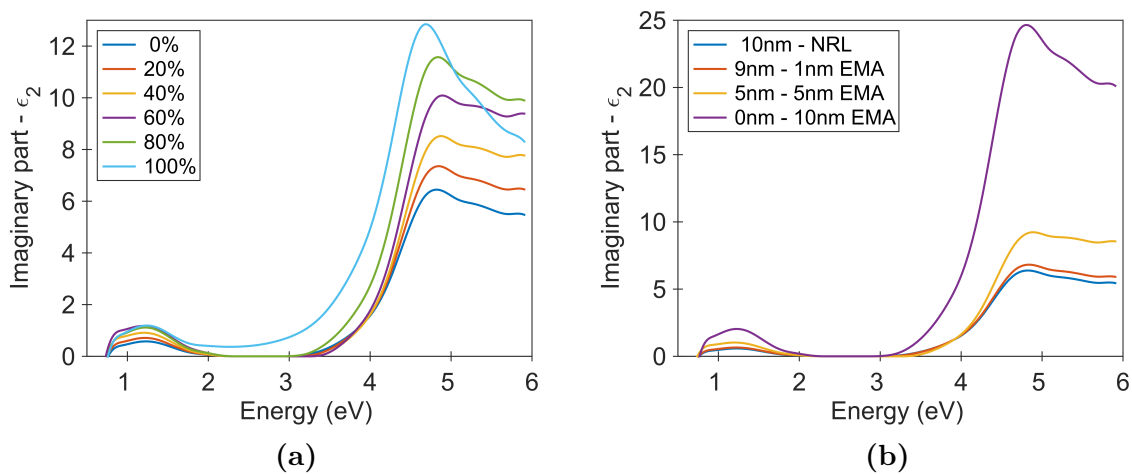 Imaginary part - ϵ2
12
10
8
6
4
2
0
0%
20%
40%
60%
80%
100%
1 2 3 4 5 6
Energy (eV)
(a)
Imaginary part - ϵ2
25
20
15
10
5
0
10nm - NRL
9nm - 1nm EMA
5nm - 5nm EMA
0nm - 10nm EMA
1 2 3 4 5 6
Energy (eV)
(b)